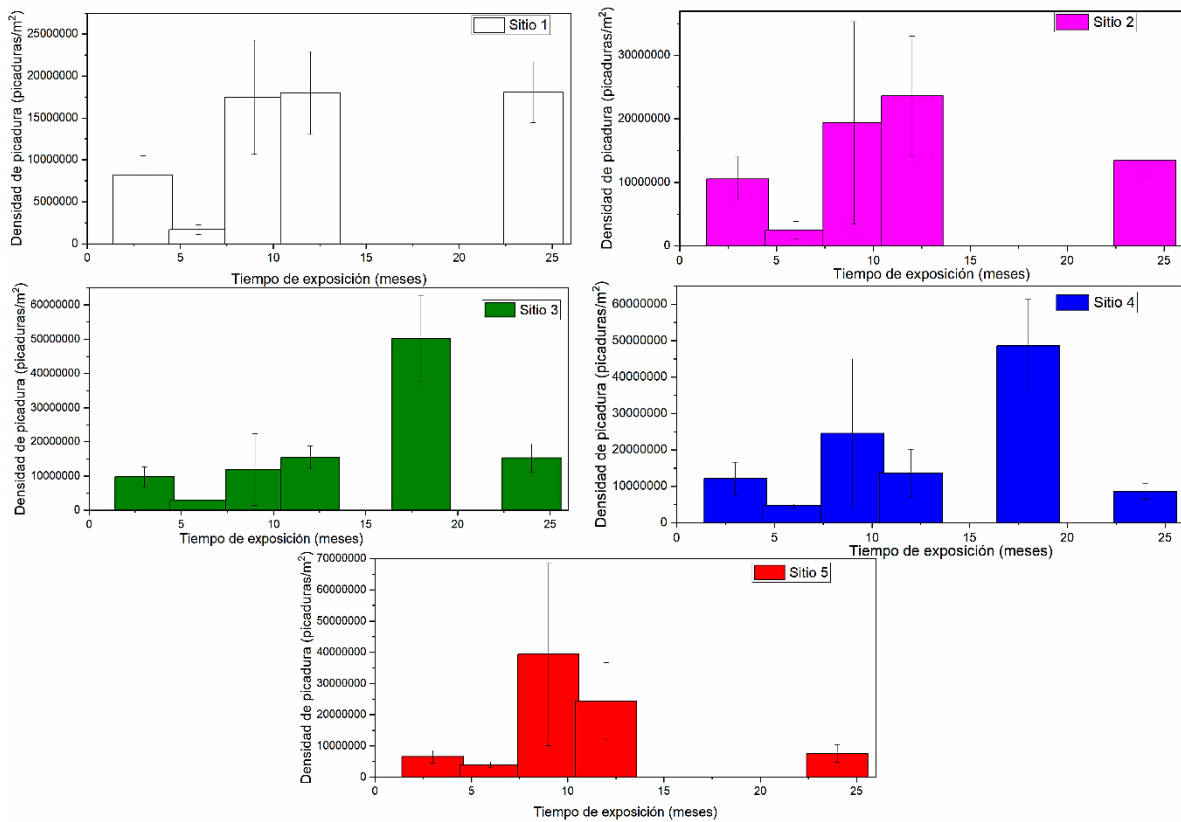 Sitio 1
Densidad de picadura (picaduras/m²)
25000000
20000000
15000000
10000000
5000000
0
0 5 10 15 20 25
Tiempo de exposición (meses)
Sitio 2
Densidad de picadura (picaduras/m²)
30000000
20000000
10000000
0
0 5 10 15 20 25
Tiempo de exposición (meses)
Sitio 3
Densidad de picadura (picaduras/m²)
60000000
50000000
40000000
30000000
20000000
10000000
0
0 5 10 15 20 25
Tiempo de exposición (meses)
Sitio 4
Densidad de picadura (picaduras/m²)
60000000
50000000
40000000
30000000
20000000
10000000
0
0 5 10 15 20 25
Tiempo de exposición (meses)
Sitio 5
Densidad de picadura (picaduras/m²)
70000000
60000000
50000000
40000000
30000000
20000000
10000000
0
0 5 10 15 20 25
Tiempo de exposición (meses)